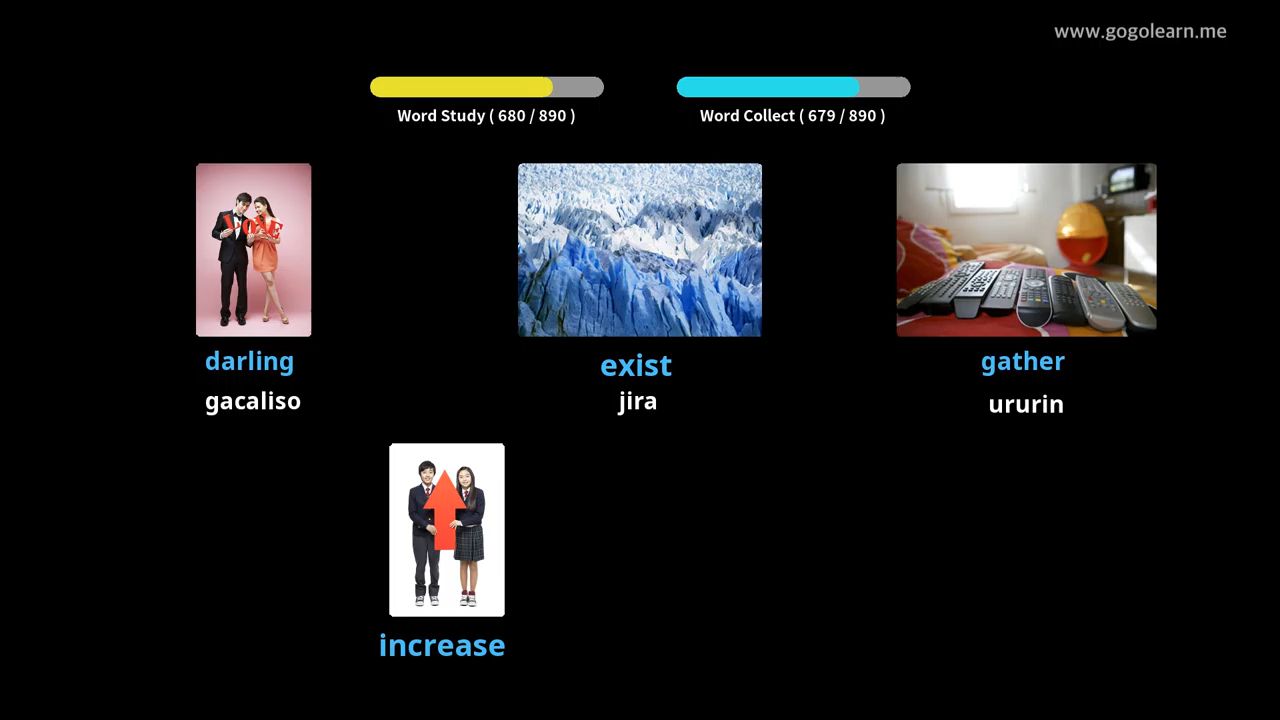 www.gogolearn.me
Word Study ( 680 / 890 )
Word Collect ( 679 / 890 )
darling
gacaliso
exist
jira
gather
ururin
increase